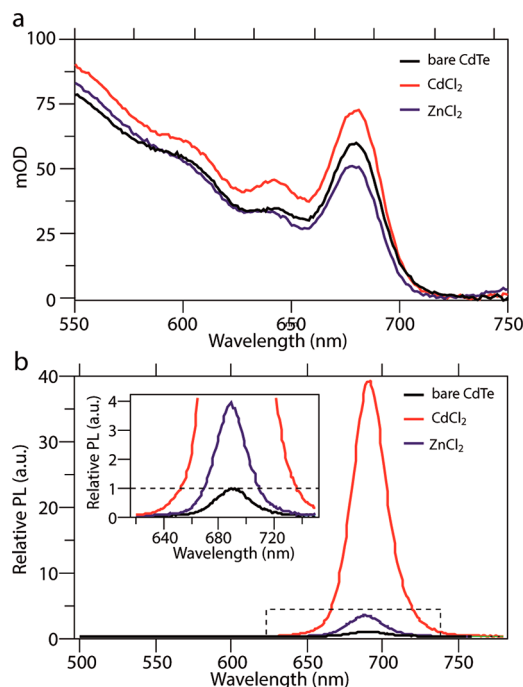 a
100
75
50
25
0
mOD
bare CdTe
CdCl₂
ZnCl₂
550
600
650
700
750
Wavelength (nm)
b
40
30
20
10
0
Relative PL (a.u.)
bare CdTe
CdCl₂
ZnCl₂
4
3
2
1
0
Relative PL (a.u.)
640
680
720
Wavelength (nm)
500
550
600
650
700
750
Wavelength (nm)